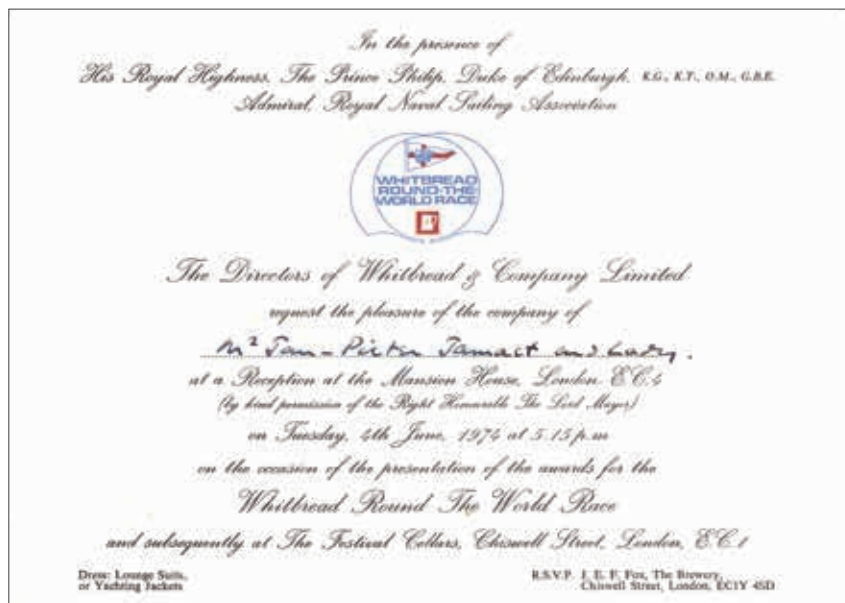 In the presence of
His Royal Highness, The Prince Philip, Duke of Edinburgh, K.G., K.T., O.M., G.B.E.
Admiral, Royal Naval Sailing Association
WHITBREAD
ROUND-THE-
WORLD RACE
The Directors of Whitbread & Company Limited
request the pleasure of the company of
Jan-Pieter and Lady.
at a Reception at the Mansion House, London E.C.4
(by kind permission of the Right Honorable The Lord Mayor)
on Tuesday, 4th June, 1974 at 5.15 p.m
on the occasion of the presentation of the awards for the
Whitbread Round The World Race
and subsequently at The Festival Cellars, Chiswell Street, London, E.C.1
Dress: Lounge Suits,
or Yachting Jackets
R.S.V.P. J. E. F. Fox, The Brewery,
Chiswell Street, London, EC1Y 4SD